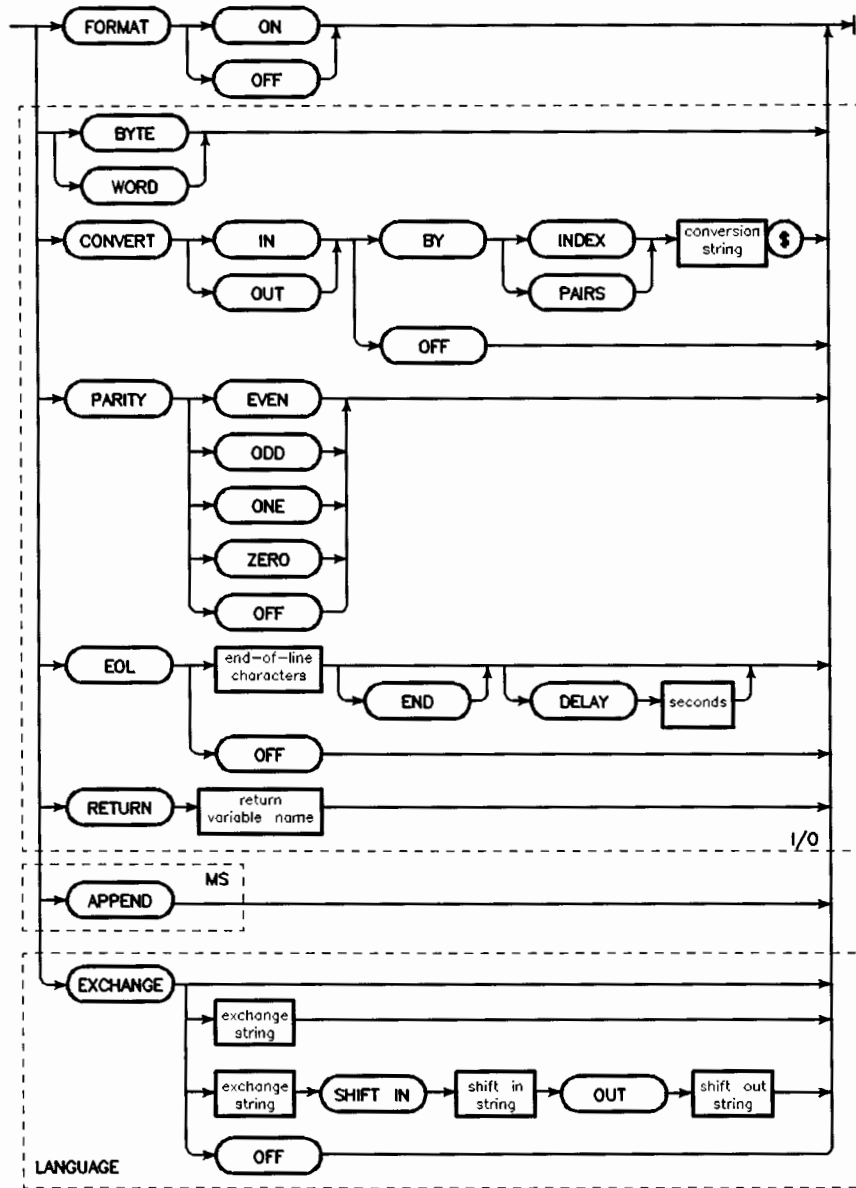 FORMAT
ON
OFF
BYTE
WORD
CONVERT
IN
OUT
BY
INDEX
PAIRS
conversion
string
$
OFF
PARITY
EVEN
ODD
ONE
ZERO
OFF
EOL
end-of-line
characters
END
DELAY
seconds
OFF
RETURN
return
variable name
I/O
MS
APPEND
EXCHANGE
exchange
string
exchange
string
SHIFT IN
shift in
string
OUT
shift out
string
OFF
LANGUAGE